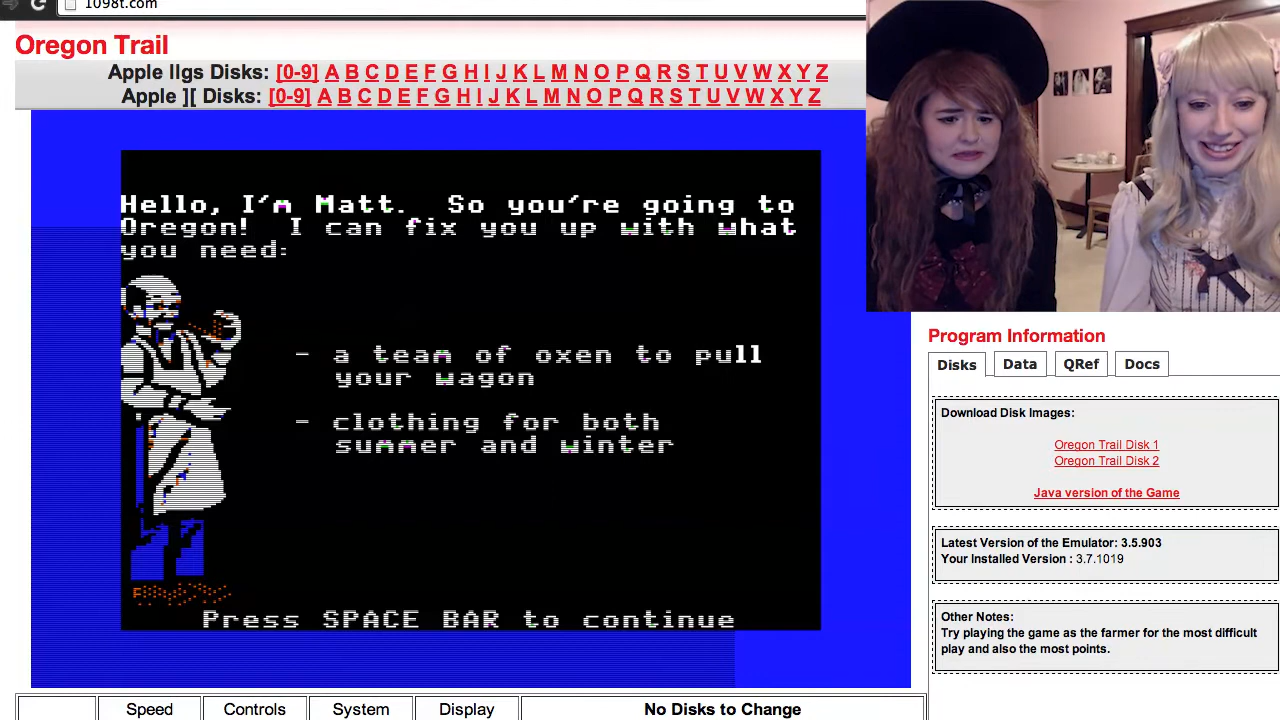 1098t.com
Oregon Trail
Apple IIgs Disks: [0-9] A B C D E F G H I J K L M N O P Q R S T U V W X Y Z
Apple ][ Disks: [0-9] A B C D E F G H I J K L M N O P Q R S T U V W X Y Z
Hello, I'm Matt. So you're going to
Oregon! I can fix you up with what
you need:
- a team of oxen to pull
your wagon
- clothing for both
summer and winter
Press SPACE BAR to continue
Program Information
Disks Data QRef Docs
Download Disk Images:
Oregon Trail Disk 1
Oregon Trail Disk 2
Java version of the Game
Latest Version of the Emulator: 3.5.903
Your Installed Version : 3.7.1019
Other Notes:
Try playing the game as the farmer for the most difficult
play and also the most points.
Speed Controls System Display No Disks to Change